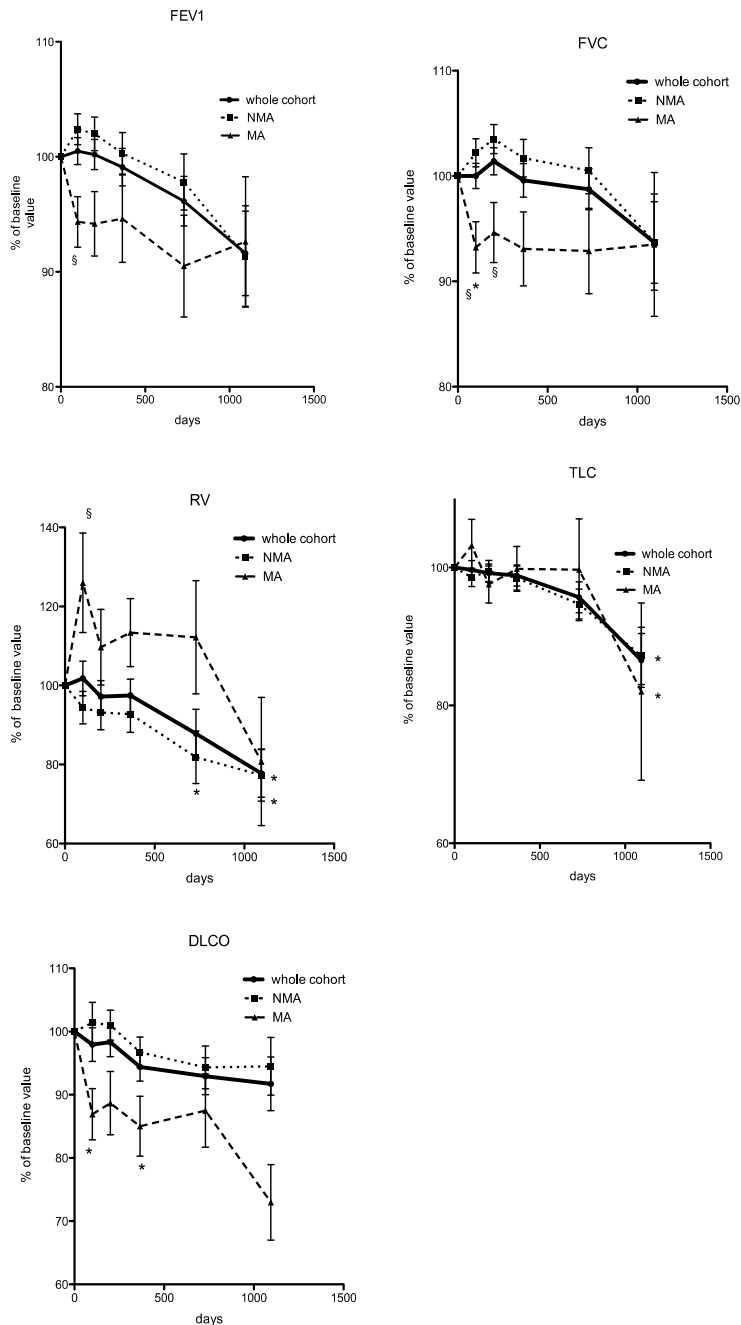 FEV1
110
100
90
80
% of baseline
value
whole cohort
NMA
MA
§
0
500
1000
1500
days
FVC
110
100
90
80
% of baseline value
whole cohort
NMA
MA
§ *
§
0
500
1000
1500
days
RV
140
120
100
80
60
% of baseline value
§
whole cohort
NMA
MA
*
*
*
0
500
1000
1500
days
TLC
100
80
60
% of baseline value
whole cohort
NMA
MA
*
*
0
500
1000
1500
days
DLCO
110
100
90
80
70
60
% of baseline value
whole cohort
NMA
MA
*
*
0
500
1000
1500
days